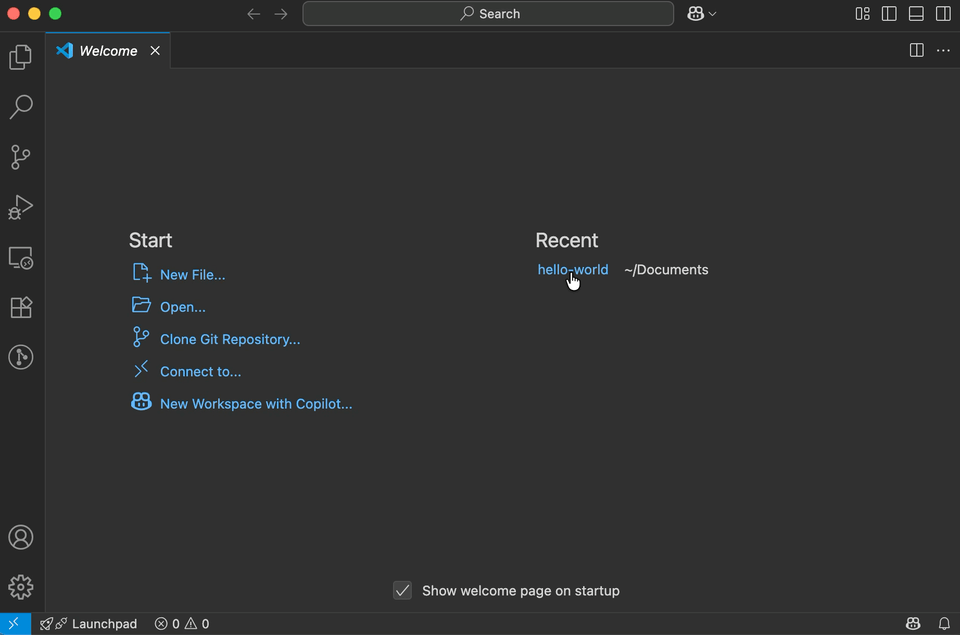 Search
Welcome
Start
New File...
Open...
Clone Git Repository...
Connect to...
New Workspace with Copilot...
Recent
hello-world ~/Documents
Show welcome page on startup
Launchpad 0 0